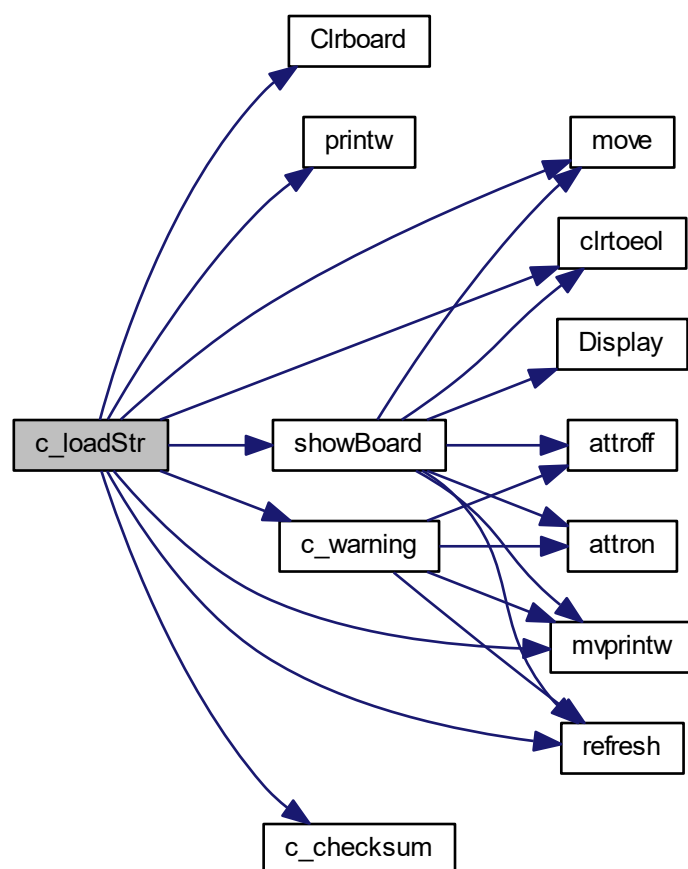 Clrboard
printw
move
clrtoeol
Display
c_loadStr
showBoard
attroff
c_warning
attron
mvprintw
refresh
c_checksum